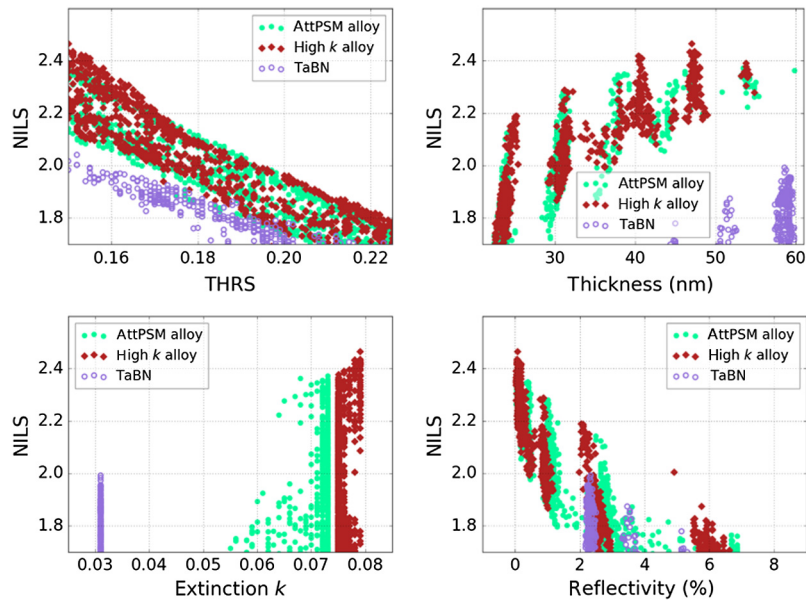 NILS
2.4
2.2
2.0
1.8
AttPSM alloy
High k alloy
TaBN
0.16 0.18 0.20 0.22
THRS
NILS
2.4
2.2
2.0
1.8
AttPSM alloy
High k alloy
TaBN
30 40 50 60
Thickness (nm)
NILS
2.4
2.2
2.0
1.8
AttPSM alloy
High k alloy
TaBN
0.03 0.04 0.05 0.06 0.07 0.08
Extinction k
NILS
2.4
2.2
2.0
1.8
AttPSM alloy
High k alloy
TaBN
0 2 4 6 8
Reflectivity (%)